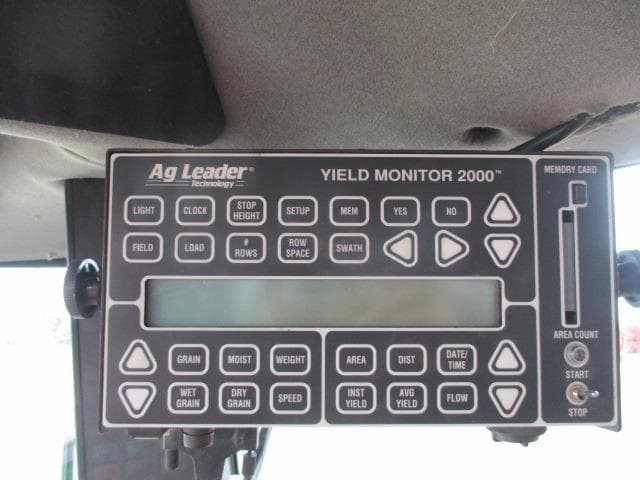 Ag Leader®
Technology
YIELD MONITOR 2000™
MEMORY CARD
LIGHT CLOCK STOP HEIGHT SETUP MEM YES NO
FIELD LOAD # ROWS ROW SPACE SWATH
AREA COUNT
START
STOP
GRAIN MOIST WEIGHT AREA DIST DATE/TIME
WET GRAIN DRY GRAIN SPEED INST YIELD AVG YIELD FLOW